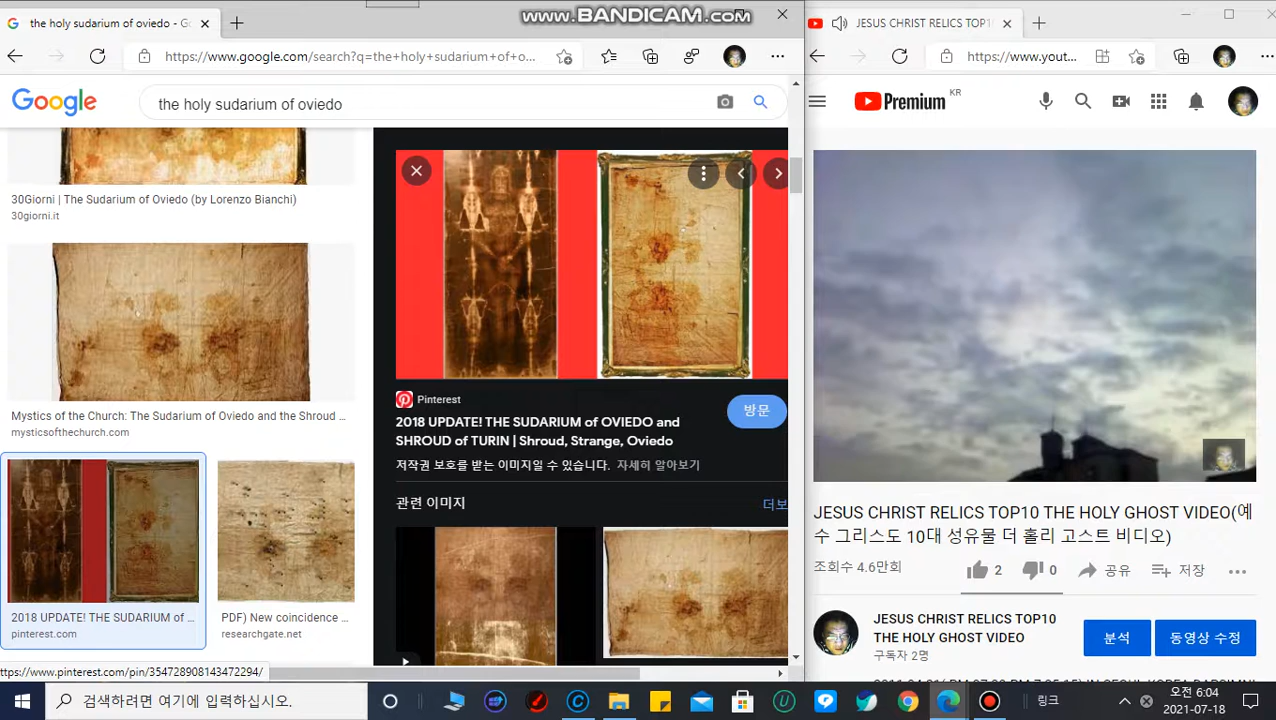 the holy sudarium of oviedo - Go
www.BANDICAM.com
https://www.google.com/search?q=the+holy+sudarium+of+o...
Google
the holy sudarium of oviedo
30Giorni | The Sudarium of Oviedo (by Lorenzo Bianchi)
30giorni.it
Mystics of the Church: The Sudarium of Oviedo and the Shroud ...
mysticsofthechurch.com
2018 UPDATE! THE SUDARIUM of ...
pinterest.com
PDF) New coincidence ...
researchgate.net
https://www.pinterest.com/pin/354728908143472294/
Pinterest
2018 UPDATE! THE SUDARIUM of OVIEDO and
SHROUD of TURIN | Shroud, Strange, Oviedo
방문
저작권 보호를 받는 이미지일 수 있습니다. 자세히 알아보기
관련 이미지
더보
JESUS CHRIST RELICS TOP1
https://www.yout...
Premium KR
JESUS CHRIST RELICS TOP10 THE HOLY GHOST VIDEO(예
수 그리스도 10대 성유물 더 홀리 고스트 비디오)
조회수 4.6만회
2
0
공유
저장
JESUS CHRIST RELICS TOP10
THE HOLY GHOST VIDEO
구독자 2명
분석
동영상 수정
검색하려면 여기에 입력하십시오.
링크
오전 6:04
2021-07-18